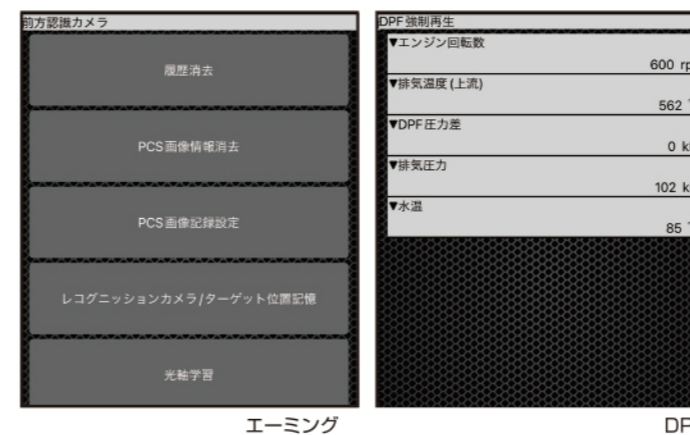 前方認識カメラ
履歴消去
PCS画像情報消去
PCS画像記録設定
レコグニッションカメラ/ターゲット位置記憶
光軸学習
エーミング
DPF強制再生
▼エンジン回転数
600 rp
▼排気温度(上流)
562 °
▼DPF圧力差
0 k
▼排気圧力
102 k
▼水温
85 °
DP